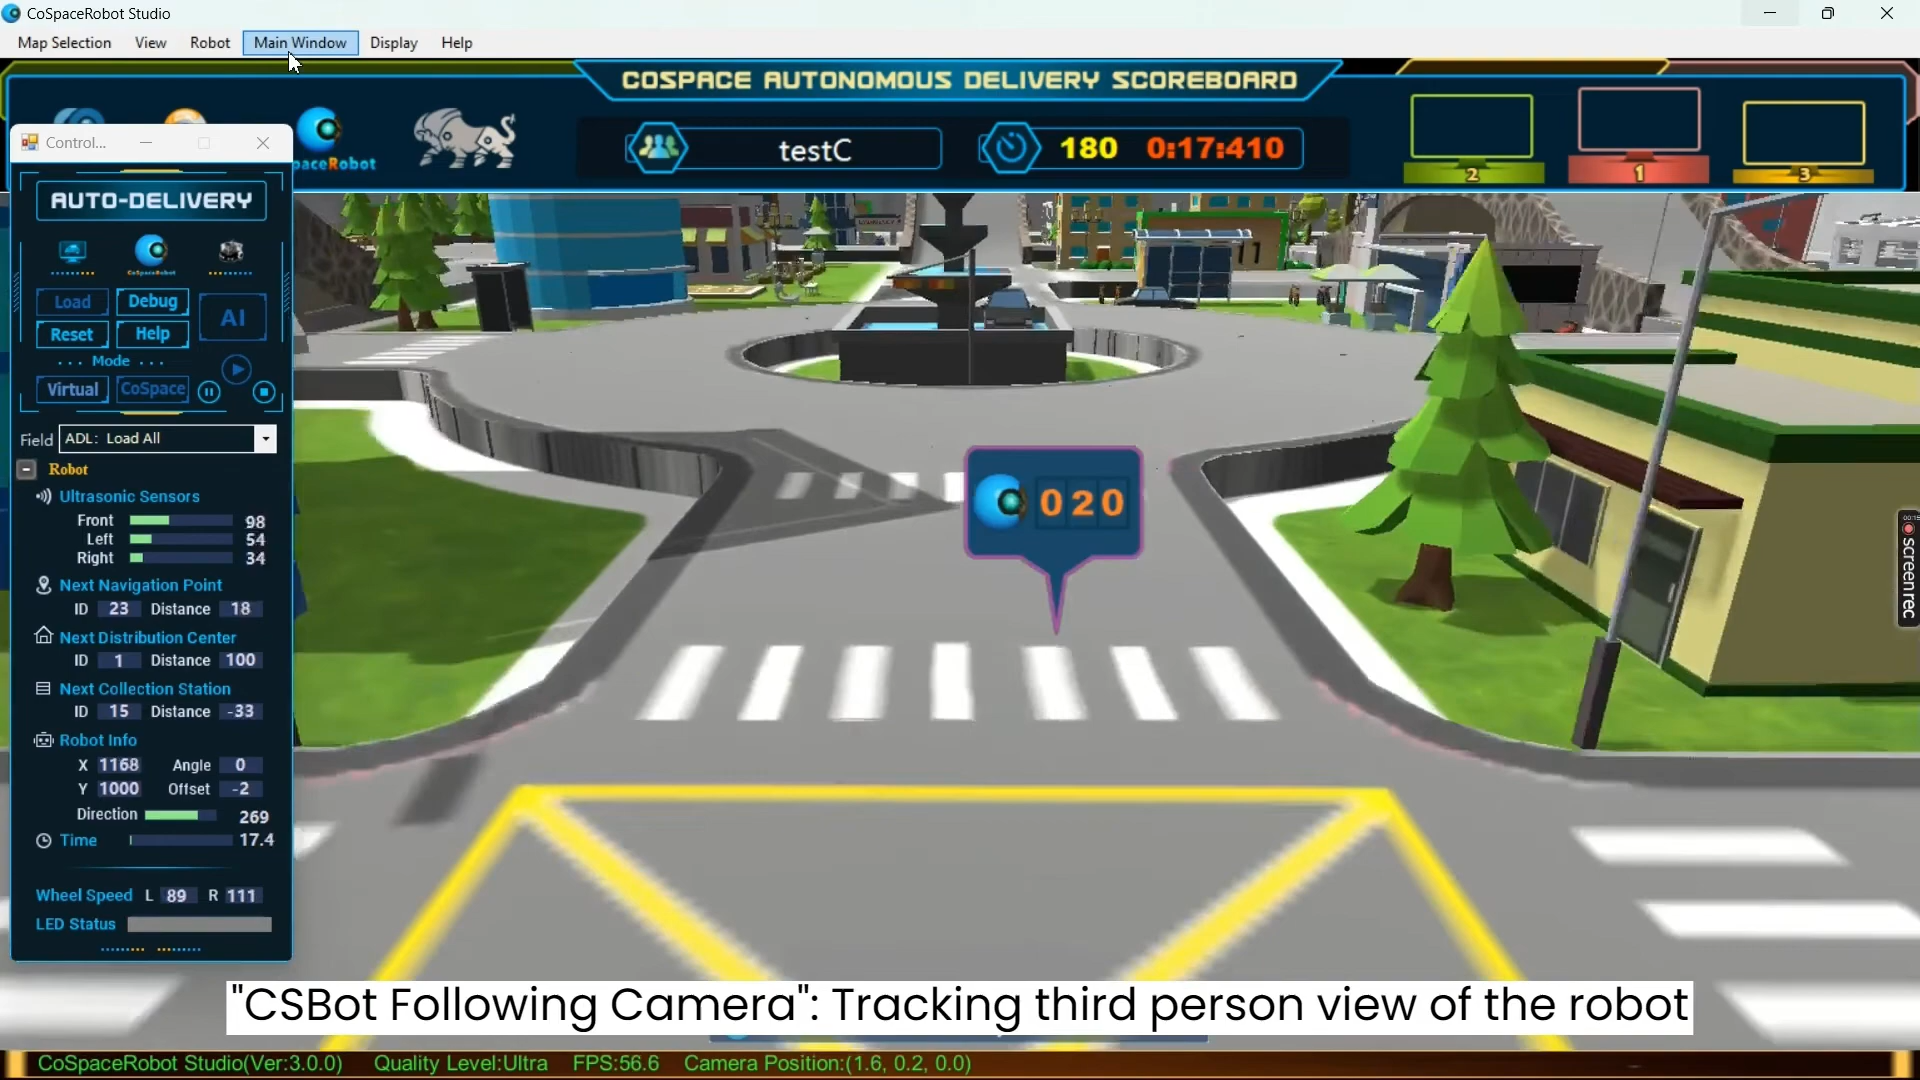 CoSpaceRobot Studio
Map Selection View Robot Main Window Display Help
COSPACE AUTONOMOUS DELIVERY SCOREBOARD
paceRobot
testC
180 0:17:410
2 1 3
Control...
AUTO-DELIVERY
CoSpaceRobot
Load Debug
AI
Reset Help
... Mode ...
Virtual CoSpace
Field ADL: Load All
Robot
Ultrasonic Sensors
Front 98
Left 54
Right 34
Next Navigation Point
ID 23 Distance 18
Next Distribution Center
ID 1 Distance 100
Next Collection Station
ID 15 Distance -33
Robot Info
X 1168 Angle 0
Y 1000 Offset -2
Direction 269
Time 17.4
Wheel Speed L 89 R 111
LED Status
020
screenrec
"CSBot Following Camera": Tracking third person view of the robot
CoSpaceRobot Studio(Ver:3.0.0) Quality Level:Ultra FPS:56.6 Camera Position:(1.6, 0.2, 0.0)